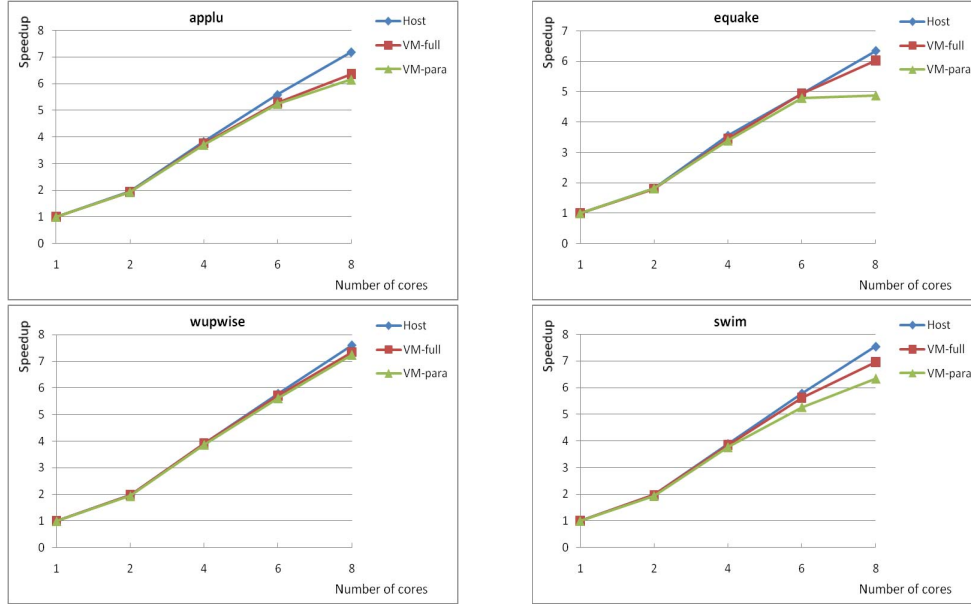 applu
Speedup
8
7
6
5
4
3
2
1
0
1 2 4 6 8
Number of cores
Host
VM-full
VM-para
equake
Speedup
7
6
5
4
3
2
1
0
1 2 4 6 8
Number of cores
Host
VM-full
VM-para
wupwise
Speedup
8
7
6
5
4
3
2
1
0
1 2 4 6 8
Number of cores
Host
VM-full
VM-para
swim
Speedup
8
7
6
5
4
3
2
1
0
1 2 4 6 8
Number of cores
Host
VM-full
VM-para